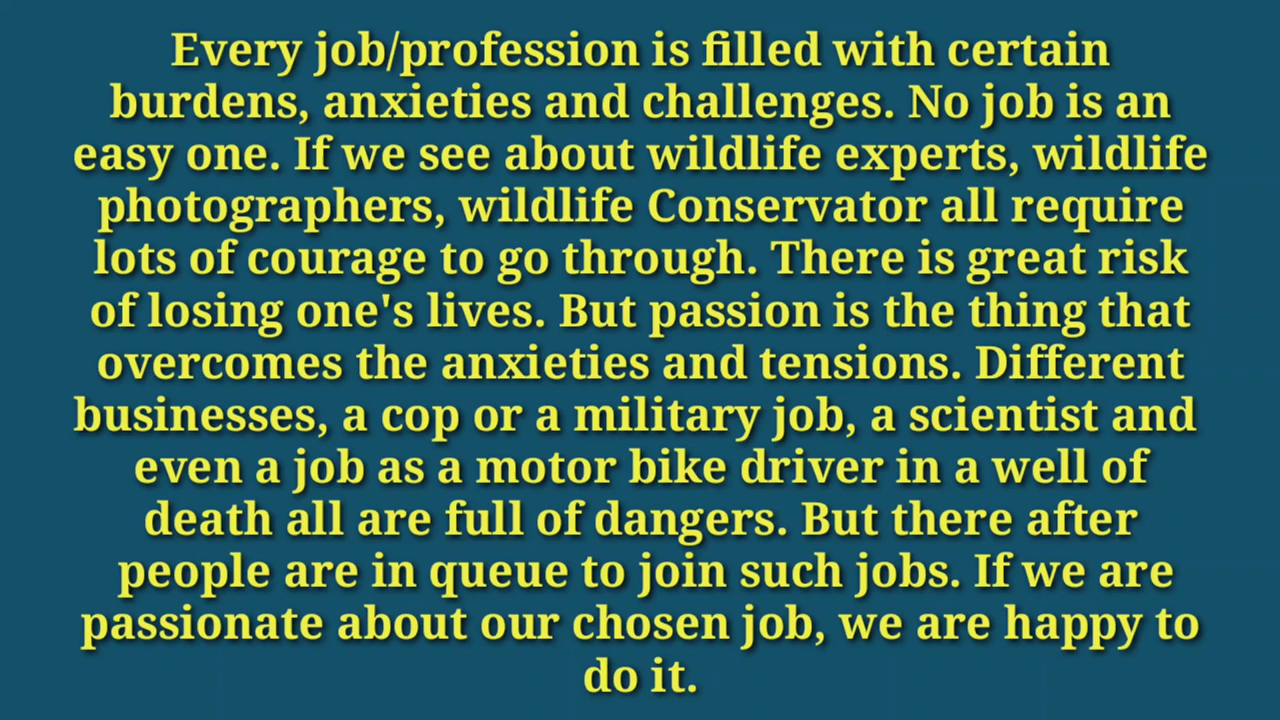 Every job/profession is filled with certain
burdens, anxieties and challenges. No job is an
easy one. If we see about wildlife experts, wildlife
photographers, wildlife Conservator all require
lots of courage to go through. There is great risk
of losing one's lives. But passion is the thing that
overcomes the anxieties and tensions. Different
businesses, a cop or a military job, a scientist and
even a job as a motor bike driver in a well of
death all are full of dangers. But there after
people are in queue to join such jobs. If we are
passionate about our chosen job, we are happy to
do it.